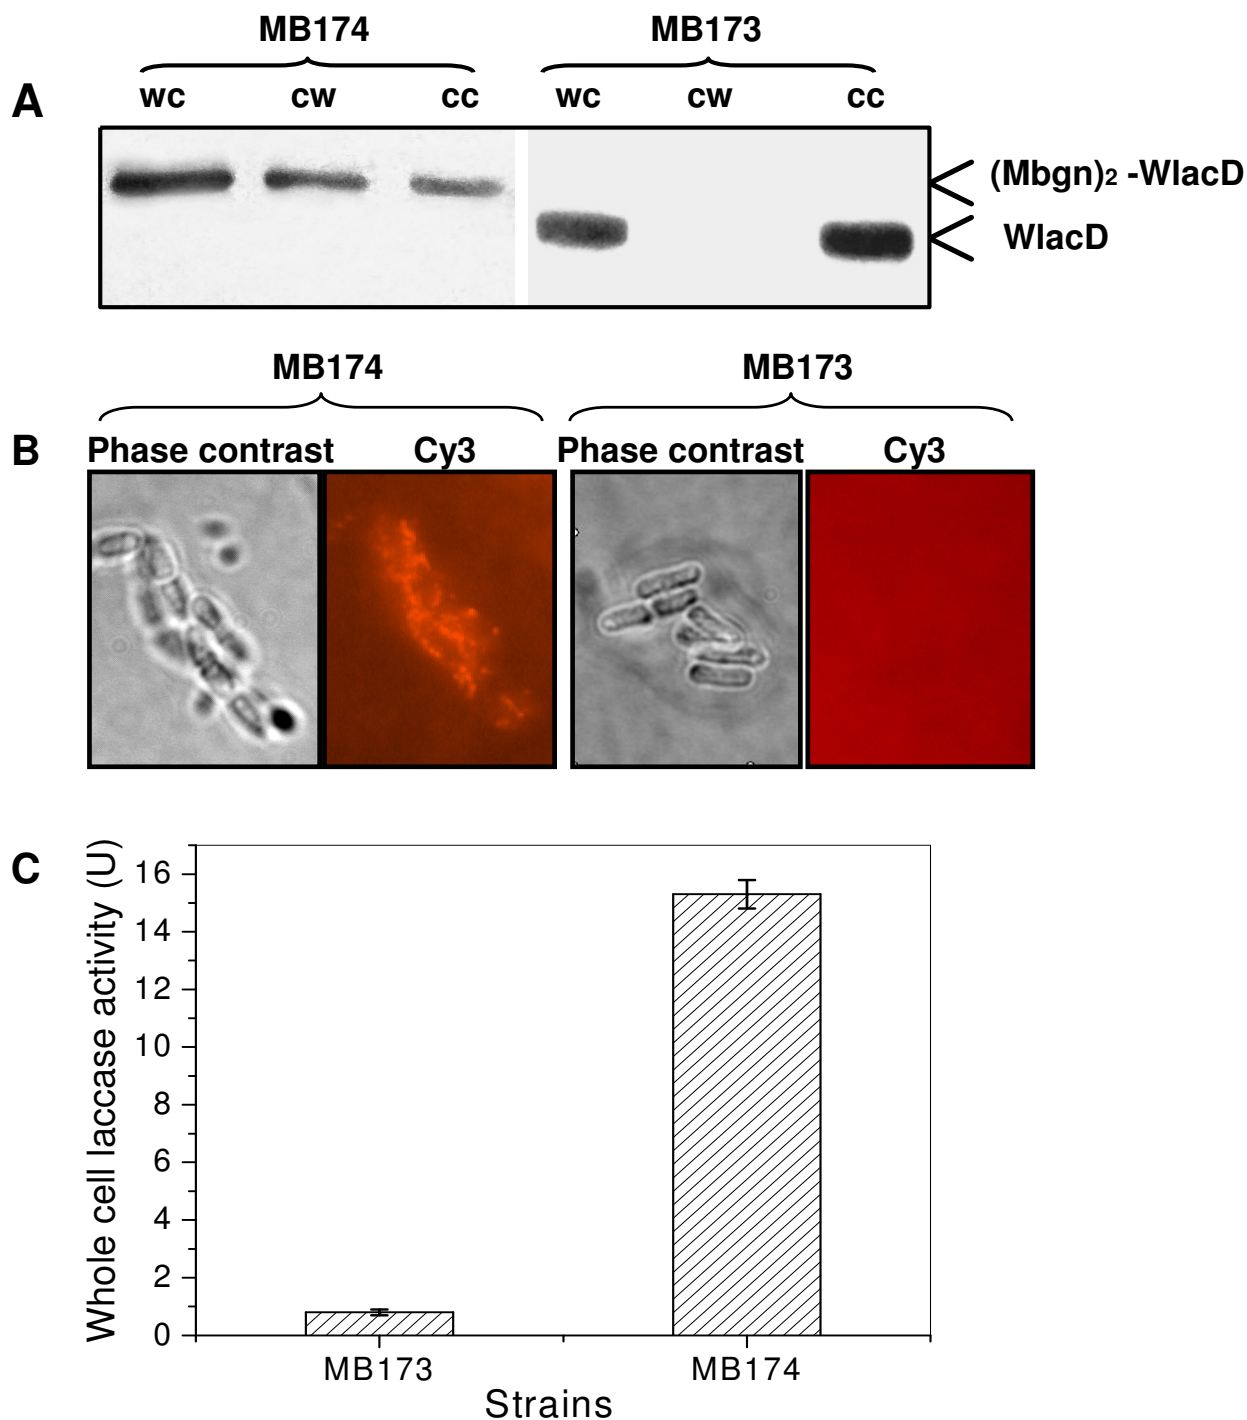 MB174 MB173
A wc cw cc wc cw cc
(Mbgn)2 -WlacD
WlacD
MB174 MB173
B Phase contrast Cy3 Phase contrast Cy3
C
Whole cell laccase activity (U)
16
14
12
10
8
6
4
2
0
MB173 MB174
Strains